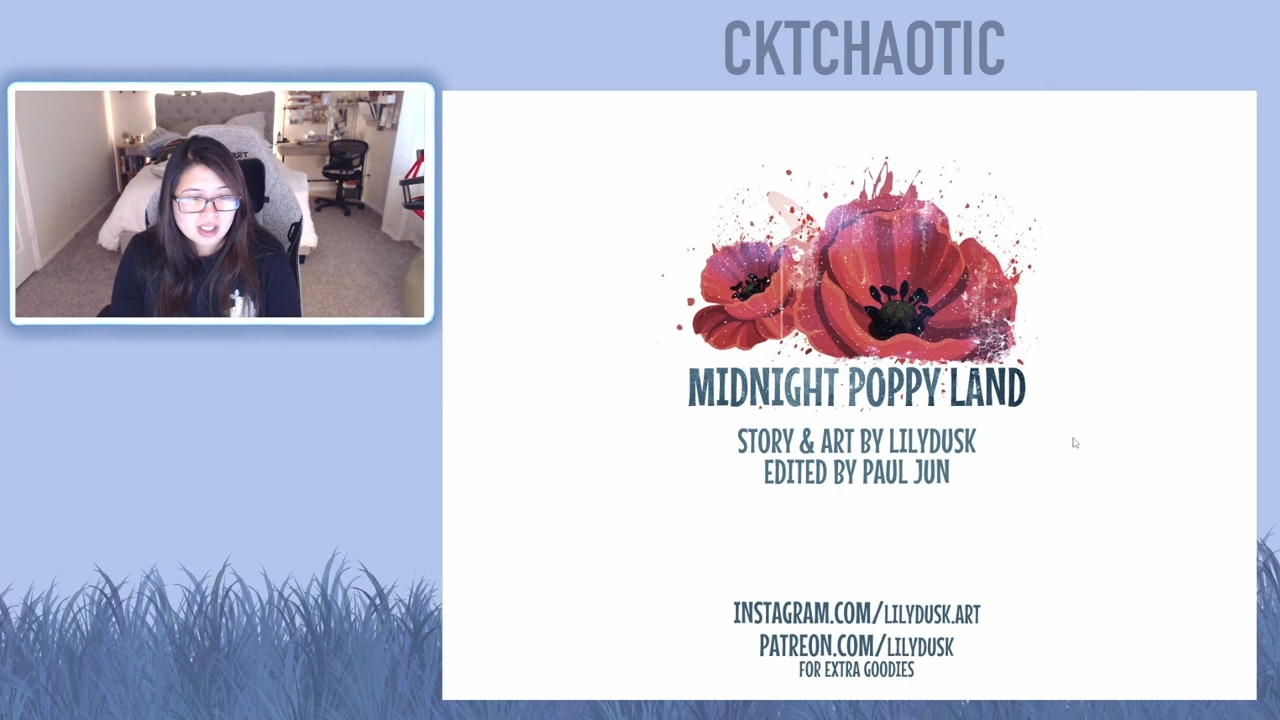 CKTCHAOTIC
MIDNIGHT POPPY LAND
STORY & ART BY LILYDUSK
EDITED BY PAUL JUN
INSTAGRAM.COM/LILYDUSK.ART
PATREON.COM/LILYDUSK
FOR EXTRA GOODIES